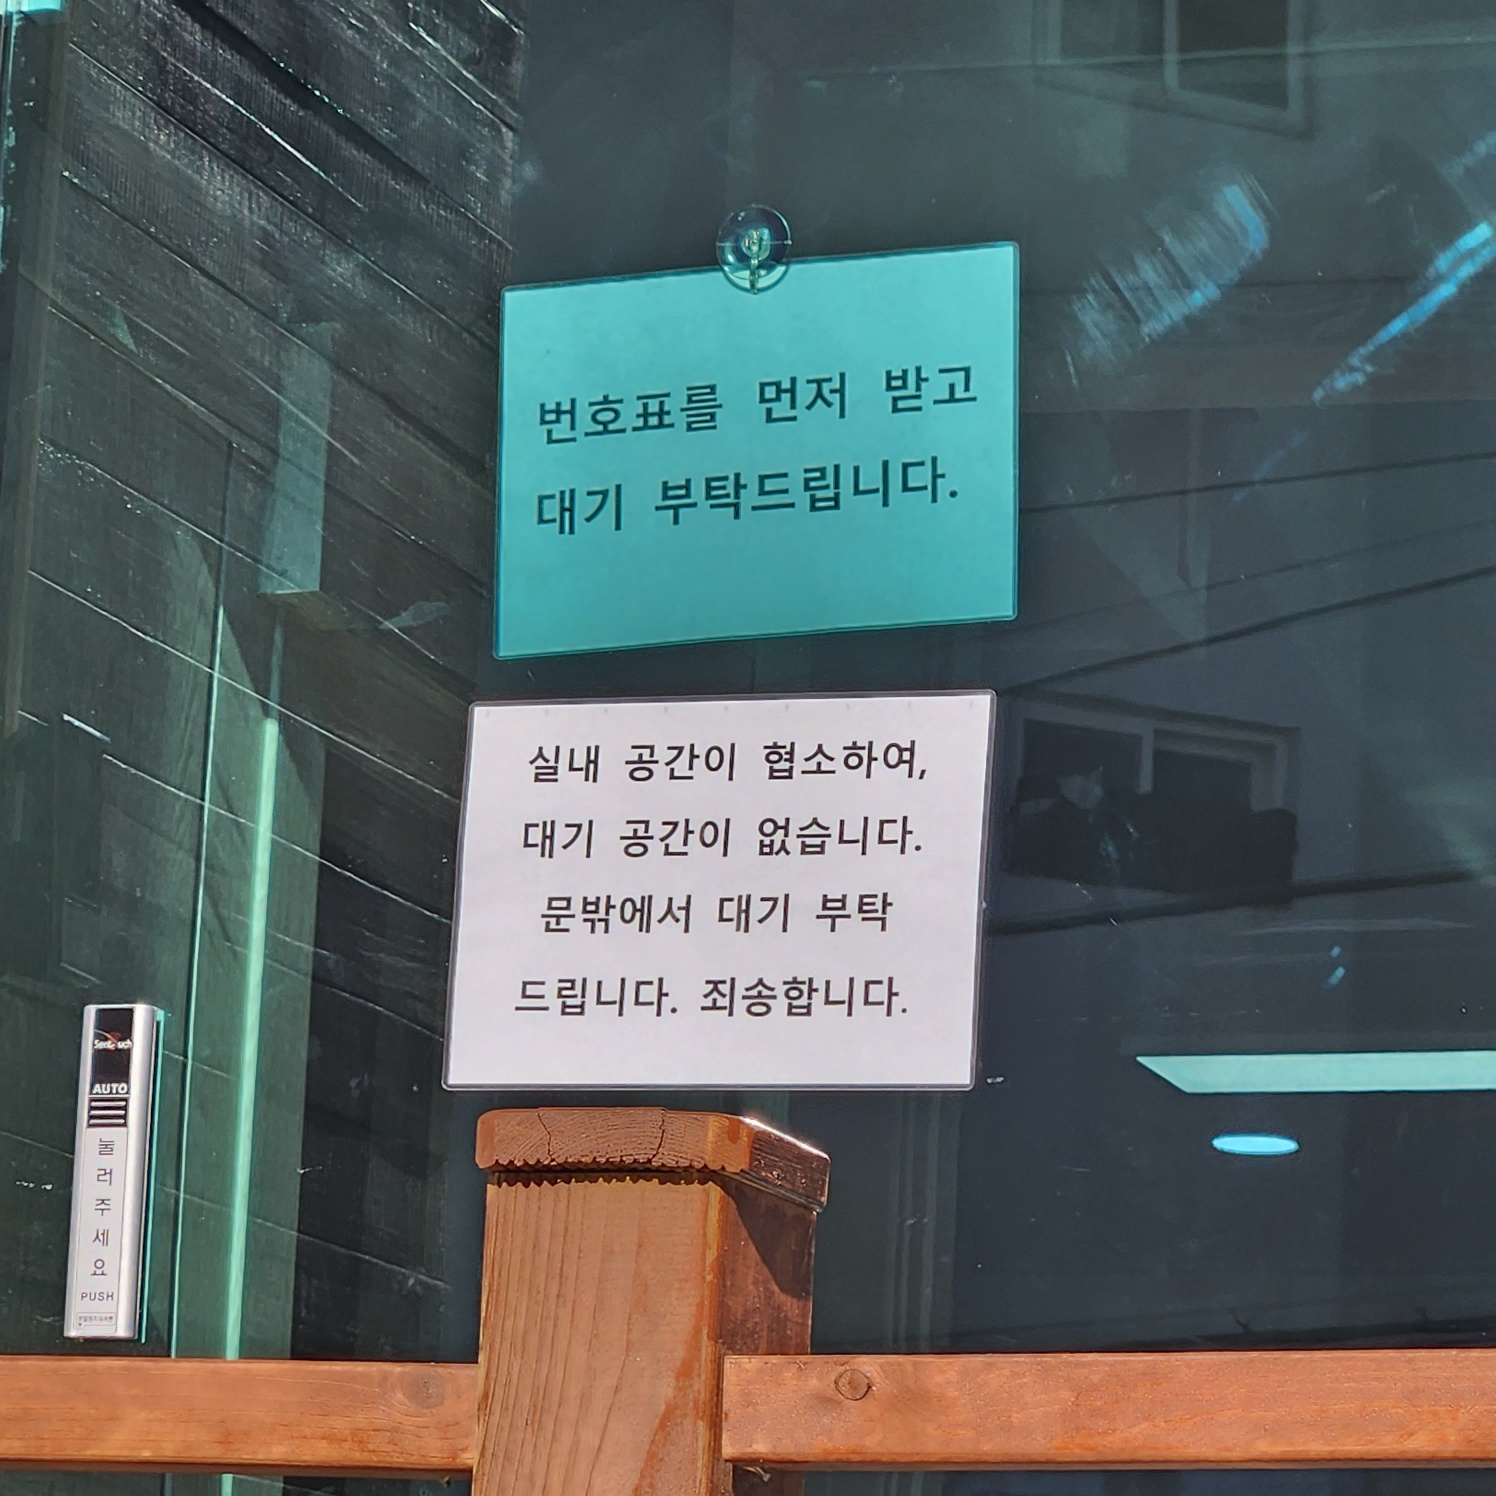 번호표를 먼저 받고
대기 부탁드립니다.
실내 공간이 협소하여,
대기 공간이 없습니다.
문밖에서 대기 부탁
드립니다. 죄송합니다.
AUTO
눌러주세요
PUSH